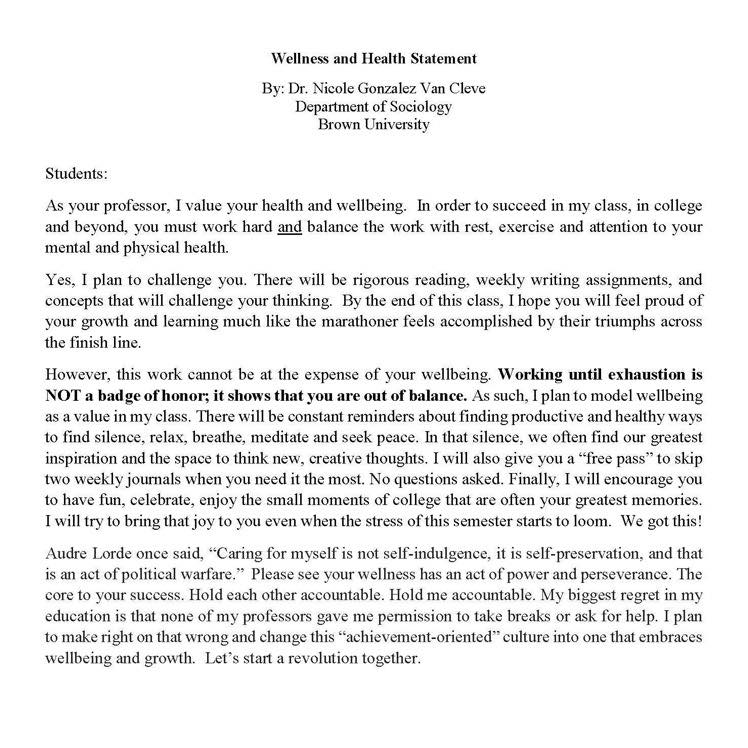 Wellness and Health Statement
By: Dr. Nicole Gonzalez Van Cleve
Department of Sociology
Brown University
Students:
As your professor, I value your health and wellbeing.  In order to succeed in my class, in college
and beyond, you must work hard and balance the work with rest, exercise and attention to your
mental and physical health.
Yes, I plan to challenge you. There will be rigorous reading, weekly writing assignments, and
concepts that will challenge your thinking.  By the end of this class, I hope you will feel proud of
your growth and learning much like the marathoner feels accomplished by their triumphs across
the finish line.
However, this work cannot be at the expense of your wellbeing. Working until exhaustion is
NOT a badge of honor; it shows that you are out of balance. As such, I plan to model wellbeing
as a value in my class. There will be constant reminders about finding productive and healthy ways
to find silence, relax, breathe, meditate and seek peace. In that silence, we often find our greatest
inspiration and the space to think new, creative thoughts. I will also give you a “free pass” to skip
two weekly journals when you need it the most. No questions asked. Finally, I will encourage you
to have fun, celebrate, enjoy the small moments of college that are often your greatest memories.
I will try to bring that joy to you even when the stress of this semester starts to loom.  We got this!
Audre Lorde once said, “Caring for myself is not self-indulgence, it is self-preservation, and that
is an act of political warfare.”  Please see your wellness has an act of power and perseverance. The
core to your success. Hold each other accountable. Hold me accountable. My biggest regret in my
education is that none of my professors gave me permission to take breaks or ask for help. I plan
to make right on that wrong and change this “achievement-oriented” culture into one that embraces
wellbeing and growth.  Let’s start a revolution together.